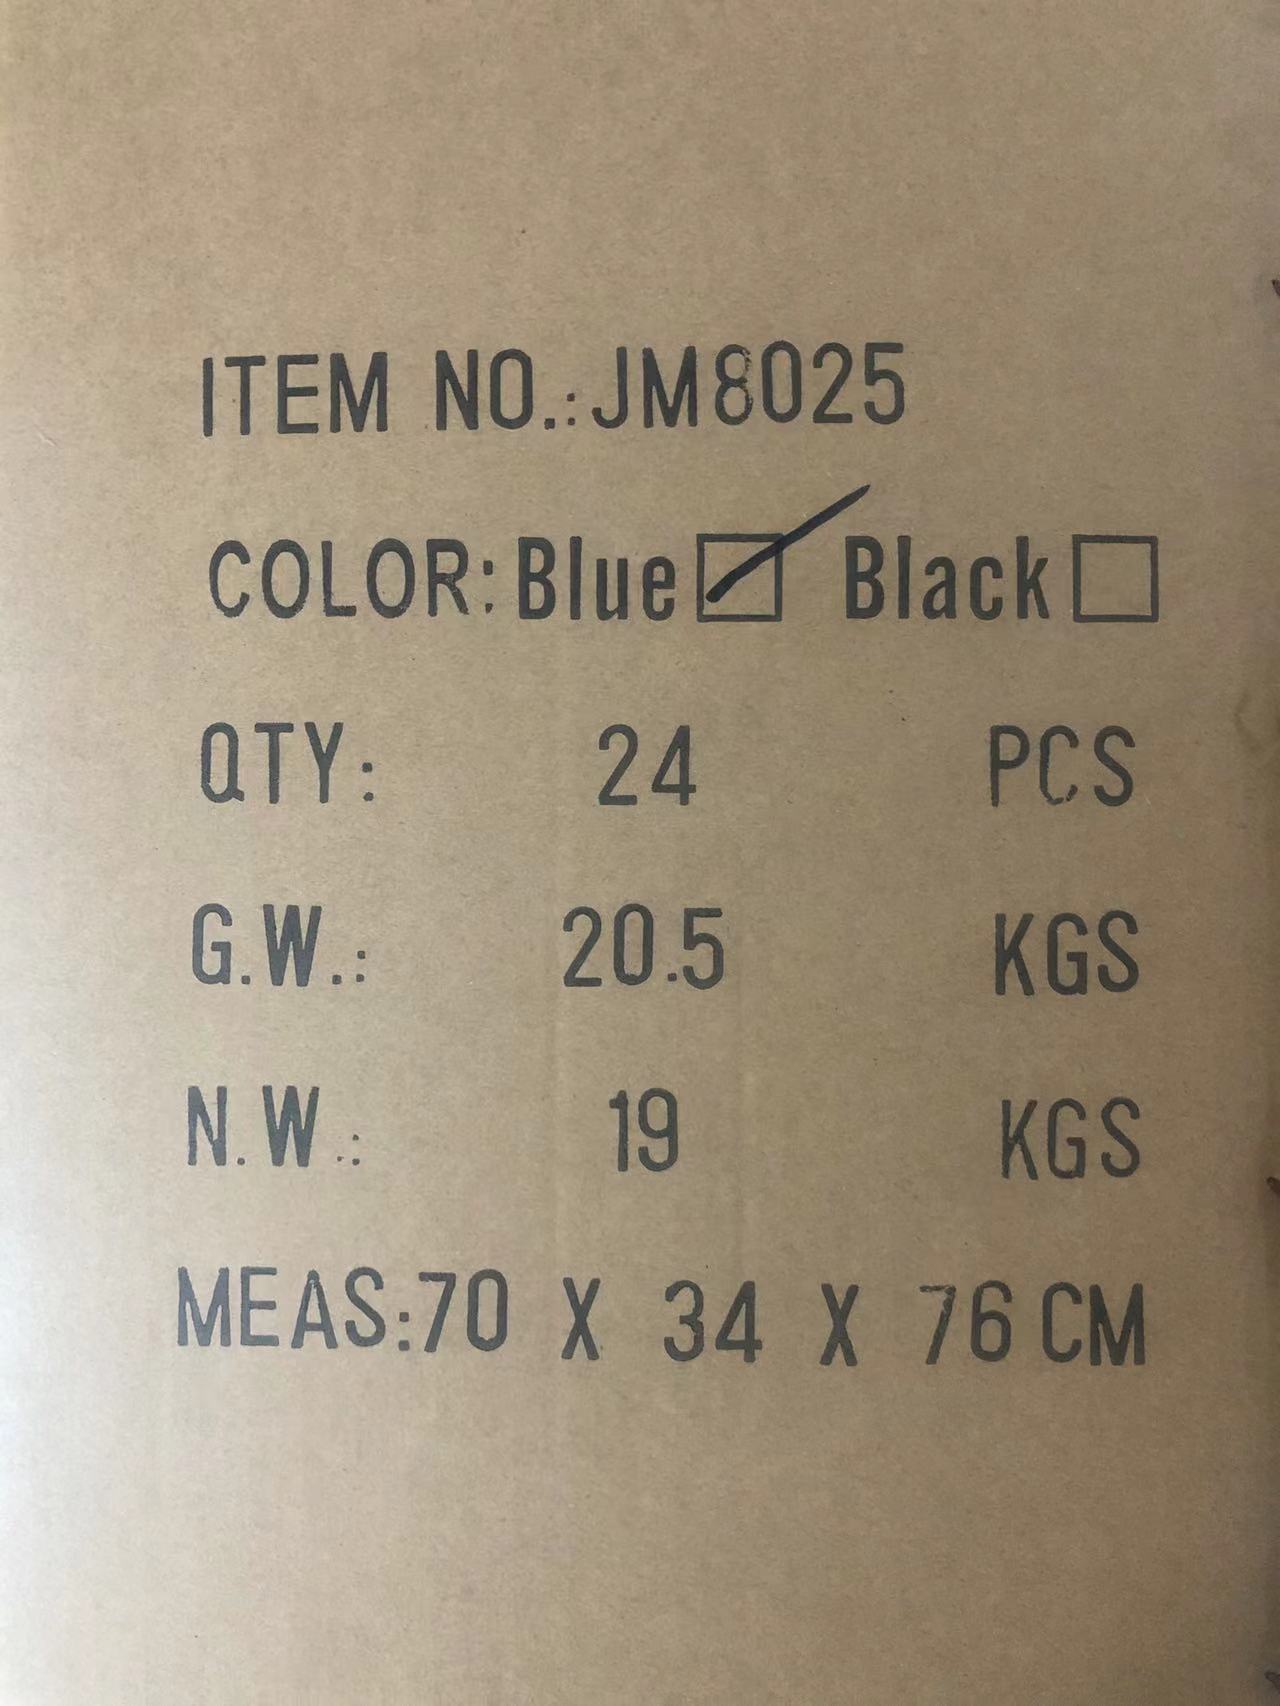 ITEM NO.:JM8025
COLOR: Blue ☑ Black ☐
QTY: 24 PCS
G.W.: 20.5 KGS
N.W.: 19 KGS
MEAS:70 X 34 X 76 CM